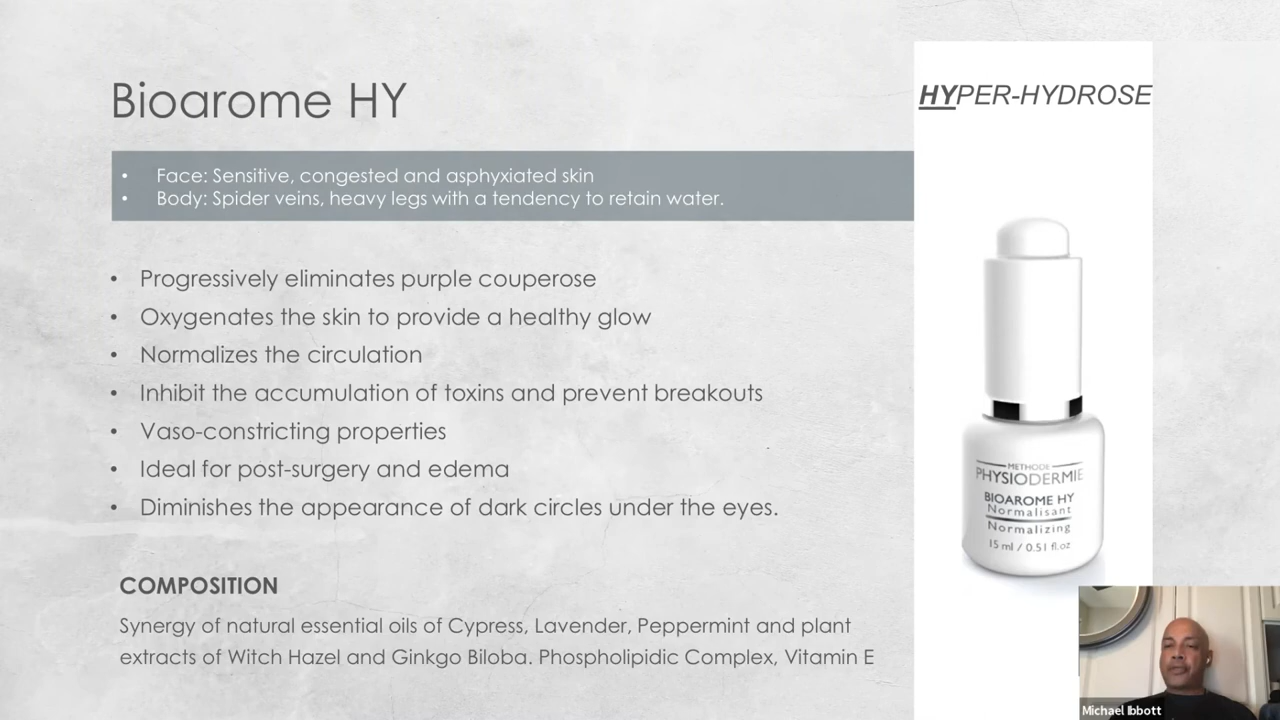 Bioarome HY
HYPER-HYDROSE
• Face: Sensitive, congested and asphyxiated skin
• Body: Spider veins, heavy legs with a tendency to retain water.
• Progressively eliminates purple couperose
• Oxygenates the skin to provide a healthy glow
• Normalizes the circulation
• Inhibit the accumulation of toxins and prevent breakouts
• Vaso-constricting properties
• Ideal for post-surgery and edema
• Diminishes the appearance of dark circles under the eyes.
COMPOSITION
Synergy of natural essential oils of Cypress, Lavender, Peppermint and plant
extracts of Witch Hazel and Ginkgo Biloba. Phospholipidic Complex, Vitamin E
METHODE
PHYSIODERMIE
BIOAROME HY
Normalisant
Normalizing
15 ml / 0.51 fl.oz
Michael Ibbott